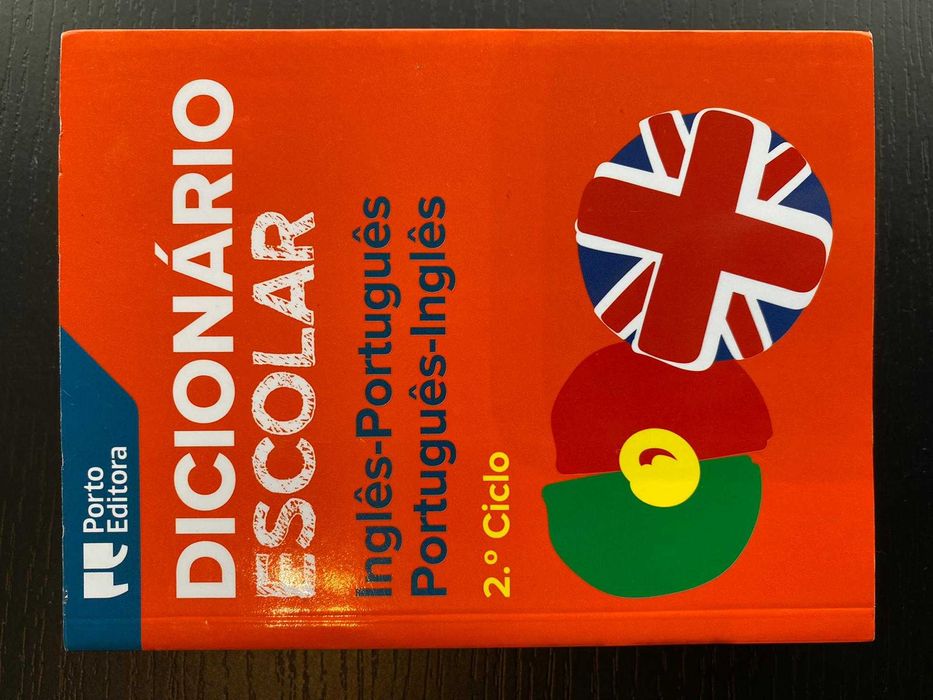 Porto
Editora
DICIONÁRIO
ESCOLAR
Inglês-Português
Português-Inglês
2.º Ciclo